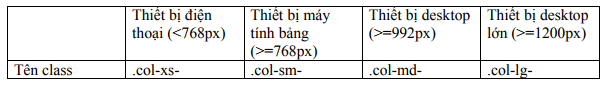 Thiết bị điện thoại (<768px)
Thiết bị máy tính bảng (>=768px)
Thiết bị desktop (>=992px)
Thiết bị desktop lớn (>=1200px)
Tên class .col-xs- .col-sm- .col-md- .col-lg-